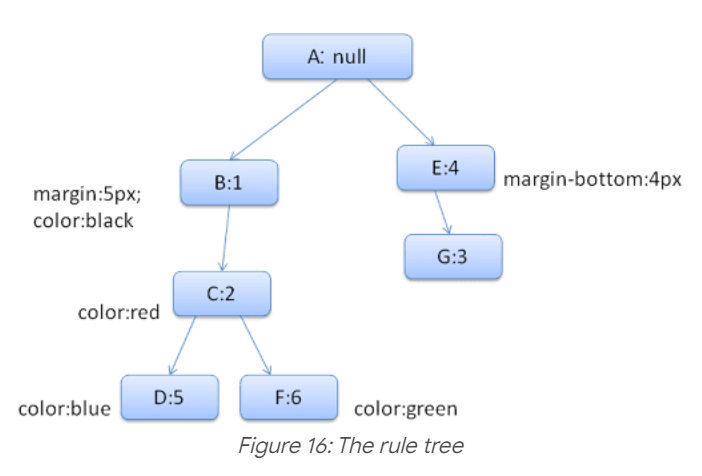 A: null
B:1
E:4
margin-bottom:4px
margin:5px;
color:black
G:3
C:2
color:red
D:5
F:6
color:blue
color:green
Figure 16: The rule tree